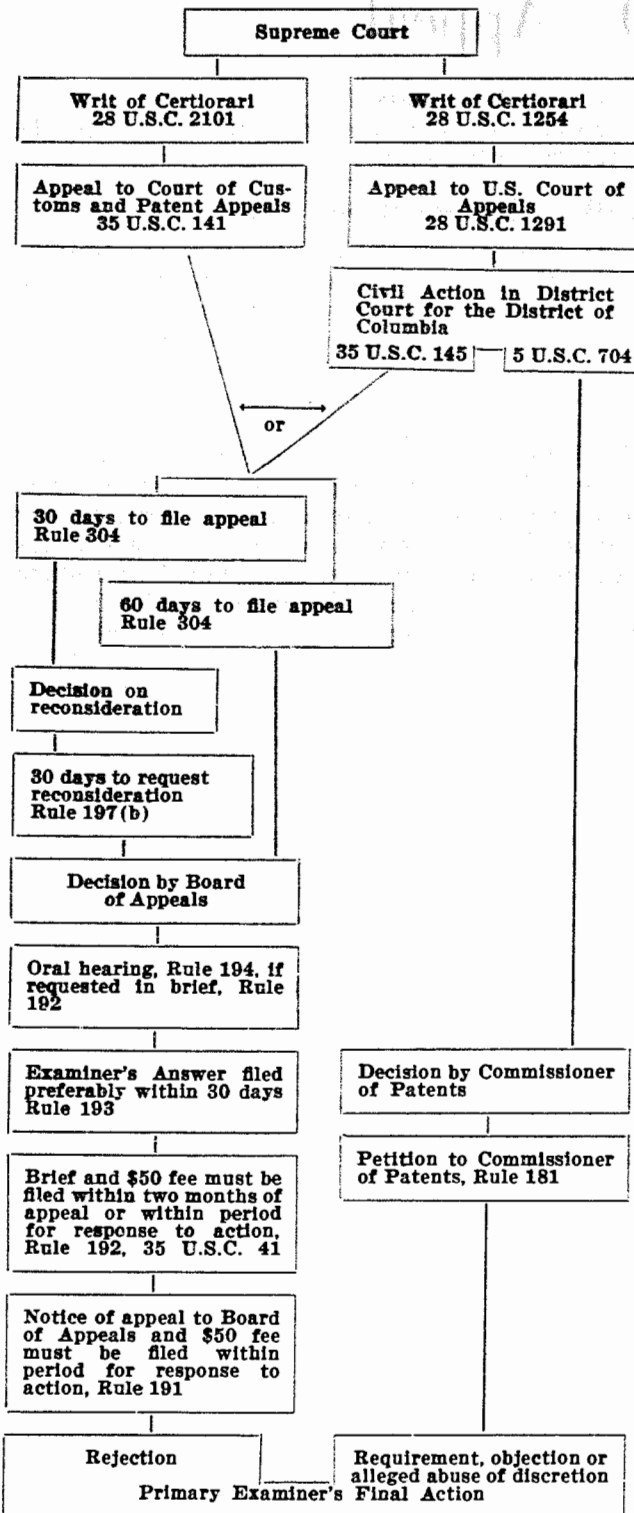 Supreme Court
Writ of Certiorari
28 U.S.C. 2101
Writ of Certiorari
28 U.S.C. 1254
Appeal to Court of Cus-
toms and Patent Appeals
35 U.S.C. 141
Appeal to U.S. Court of
Appeals
28 U.S.C. 1291
Civil Action in District
Court for the District of
Columbia
35 U.S.C. 145
5 U.S.C. 704
or
30 days to file appeal
Rule 304
60 days to file appeal
Rule 304
Decision on
reconsideration
30 days to request
reconsideration
Rule 197(b)
Decision by Board
of Appeals
Oral hearing, Rule 194, if
requested in brief, Rule
192
Examiner's Answer filed
preferably within 30 days
Rule 193
Decision by Commissioner
of Patents
Brief and $50 fee must be
filed within two months of
appeal or within period
for response to action,
Rule 192, 35 U.S.C. 41
Petition to Commissioner
of Patents, Rule 181
Notice of appeal to Board
of Appeals and $50 fee
must be filed within
period for response to
action, Rule 191
Rejection
Requirement, objection or
alleged abuse of discretion
Primary Examiner's Final Action